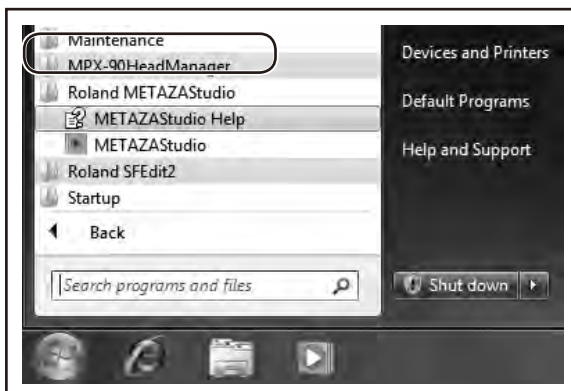 Maintenance
MPX-90HeadManager
Roland METAZAStudio
METAZAStudio Help
METAZAStudio
Roland SFEdit2
Startup
Back
Search programs and files
Devices and Printers
Default Programs
Help and Support
Shut down